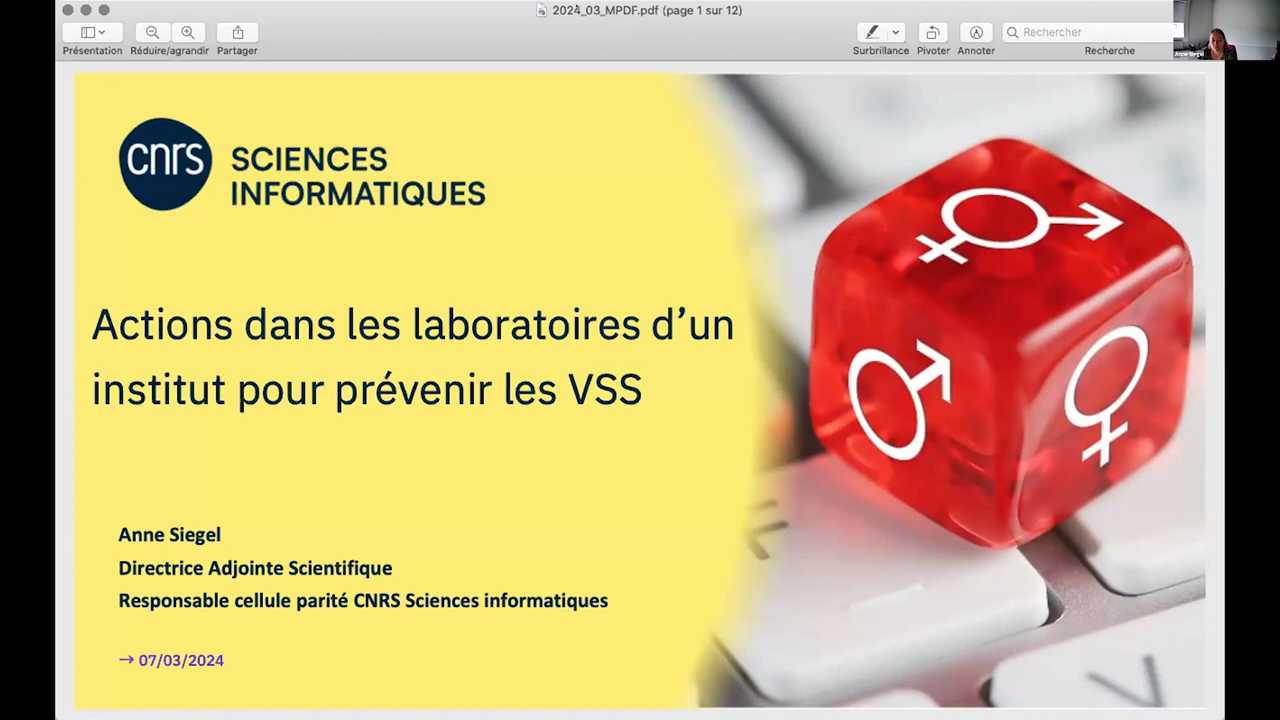 2024_03_MPDF.pdf (page 1 sur 12)
Présentation
Réduire/agrandir
Partager
Surbrillance
Pivoter
Annoter
Rechercher
Recherche
Anne Siegel
cnrs
SCIENCES
INFORMATIQUES
Actions dans les laboratoires d’un
institut pour prévenir les VSS
Anne Siegel
Directrice Adjointe Scientifique
Responsable cellule parité CNRS Sciences informatiques
→ 07/03/2024